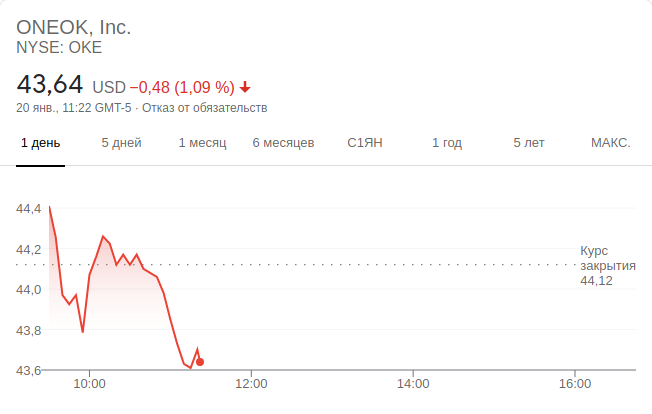 ONEOK, Inc.
NYSE: OKE
43,64 USD −0,48 (1,09 %)
20 янв., 11:22 GMT-5 · Отказ от обязательств
1 день 5 дней 1 месяц 6 месяцев С1ЯН 1 год 5 лет МАКС.
44,4
44,2
44,0
43,8
43,6
Курс
закрытия
44,12
10:00 12:00 14:00 16:00